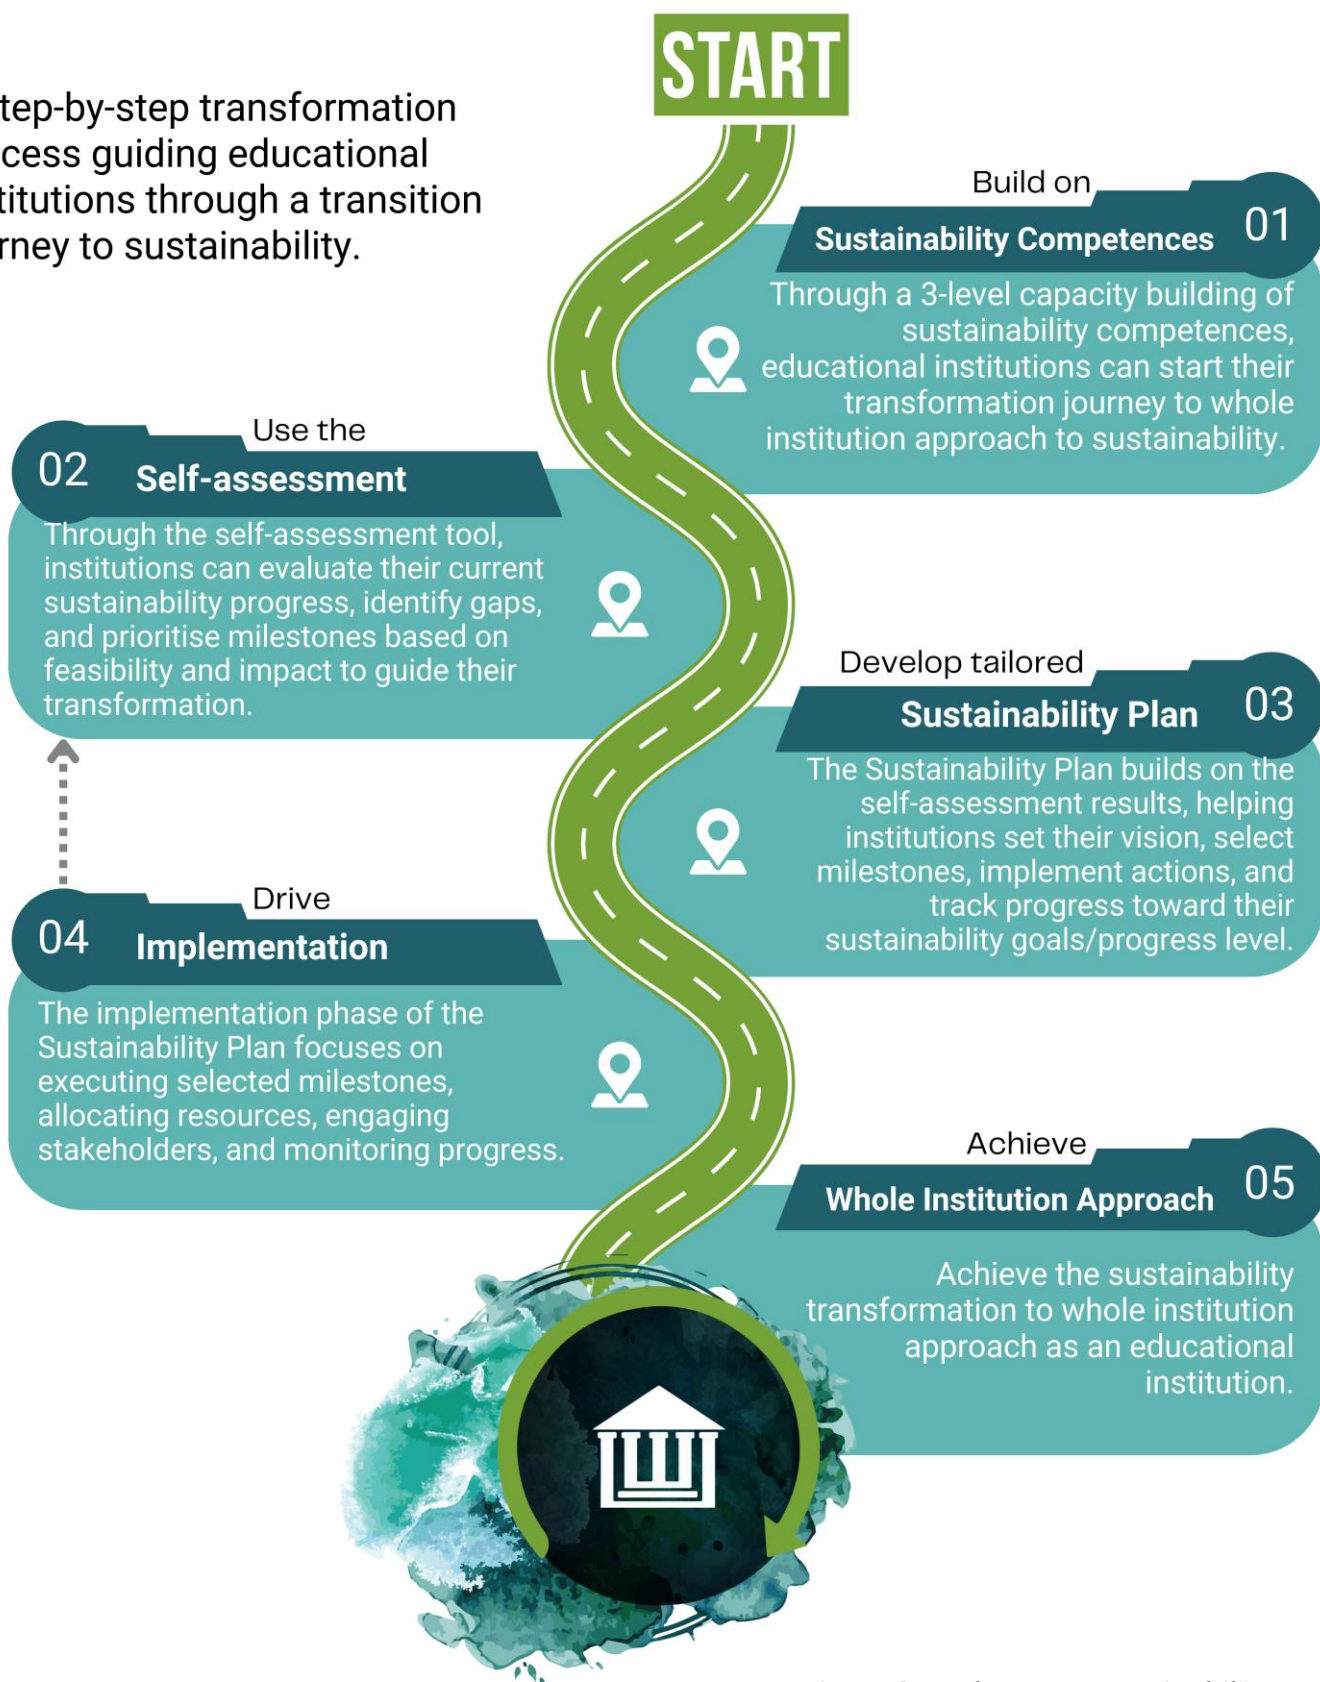 START
tep-by-step transformation
cess guiding educational
titutions through a transition
rney to sustainability.
Build on
Sustainability Competences
01
Through a 3-level capacity building of
sustainability competences,
educational institutions can start their
transformation journey to whole
institution approach to sustainability.
Use the
02
Self-assessment
Through the self-assessment tool,
institutions can evaluate their current
sustainability progress, identify gaps,
and prioritise milestones based on
feasibility and impact to guide their
transformation.
Develop tailored
Sustainability Plan
03
The Sustainability Plan builds on the
self-assessment results, helping
institutions set their vision, select
milestones, implement actions, and
track progress toward their
sustainability goals/progress level.
Drive
04
Implementation
The implementation phase of the
Sustainability Plan focuses on
executing selected milestones,
allocating resources, engaging
stakeholders, and monitoring progress.
Achieve
Whole Institution Approach
05
Achieve the sustainability
transformation to whole institution
approach as an educational
institution.